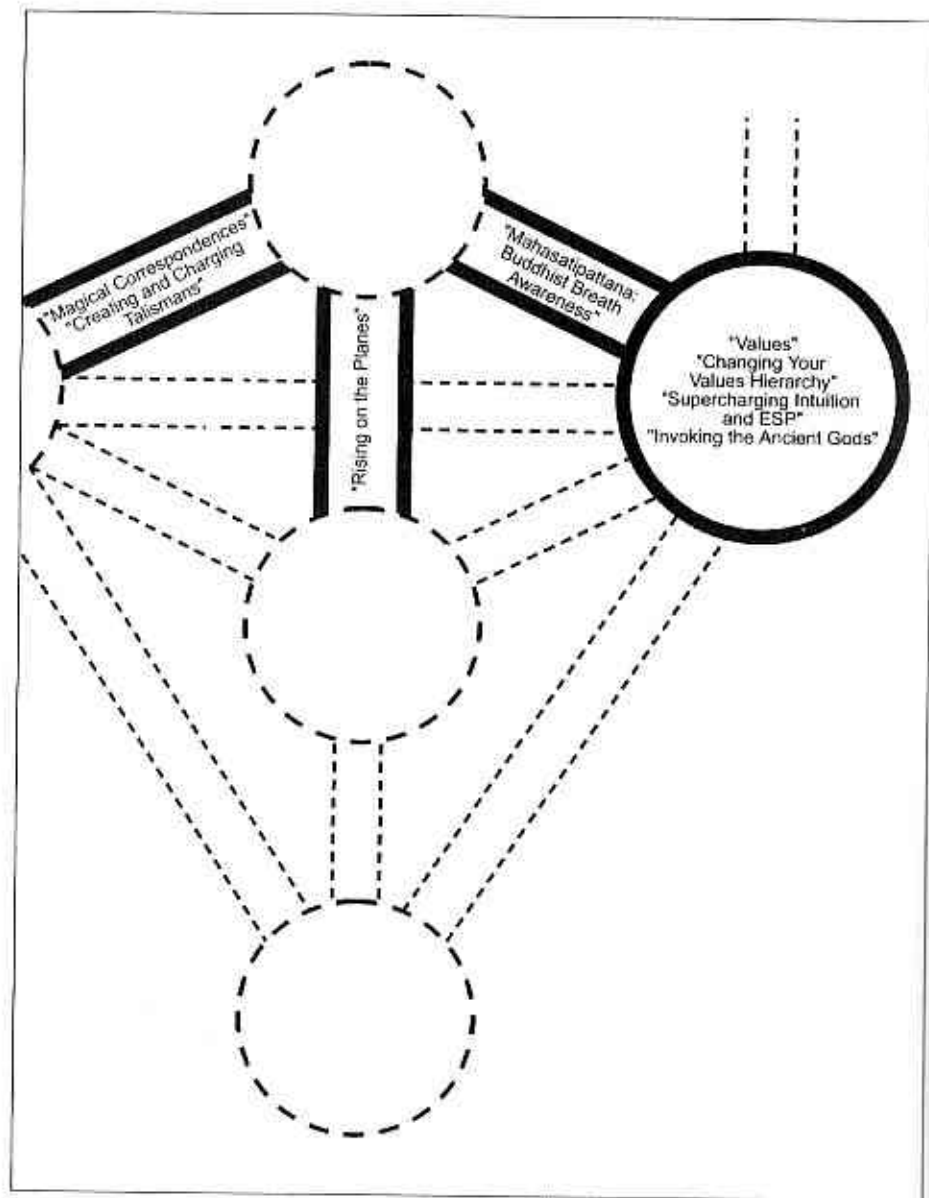 "Magical Correspondences"
"Creating and Charging
Talismans"
"Rising on the Planes"
"Mahasatipattana:
Buddhist Breath
Awareness"
"Values"
"Changing Your
Values Hierarchy"
"Supercharging Intuition
and ESP"
"Invoking the Ancient Gods"